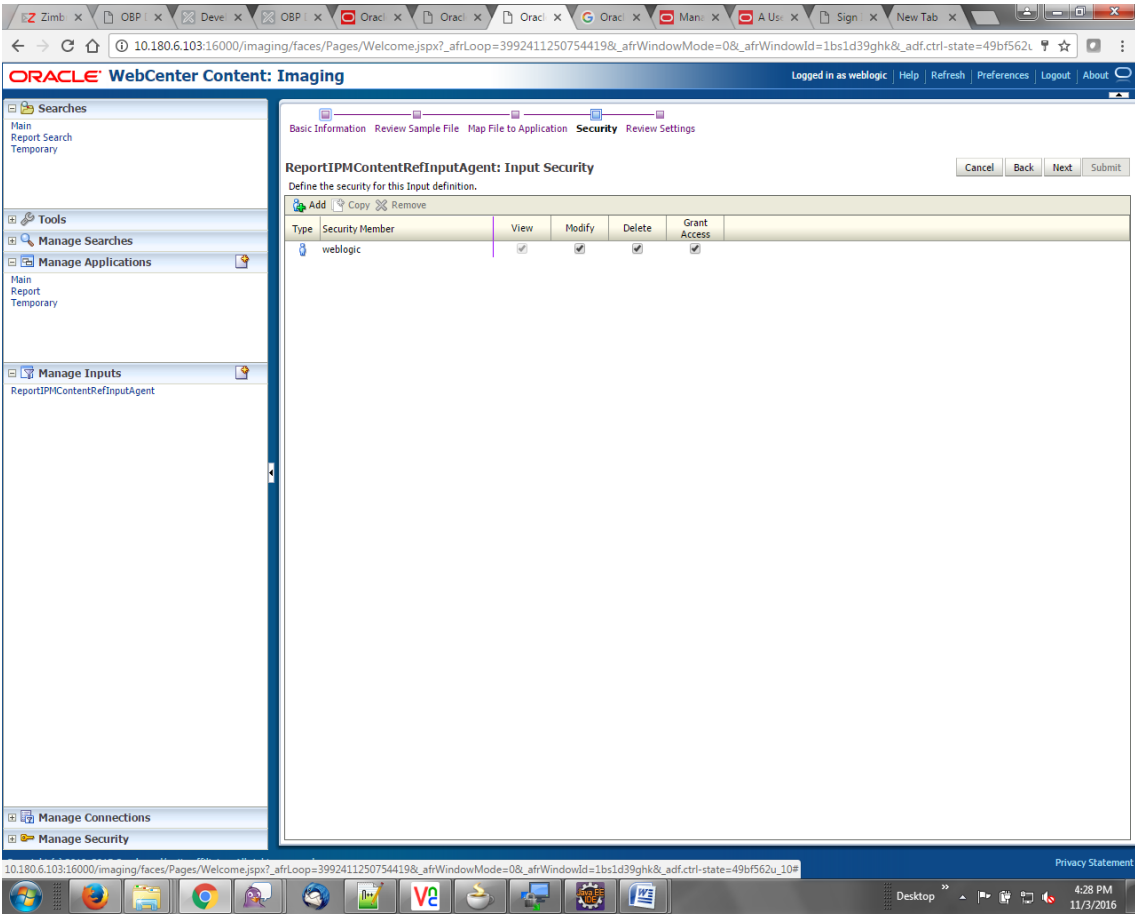 Zimb
OBP
Deve
OBP
Oracl
Oracl
Oracl
Oracl
Mana
A Use
Sign
New Tab
10.180.6.103:16000/imaging/faces/Pages/Welcome.jspx?_afrLoop=3992411250754419&_afrWindowMode=0&_afrWindowId=1bs1d39ghk&_adf.ctrl-state=49bf562u
ORACLE WebCenter Content: Imaging
Logged in as weblogic Help Refresh Preferences Logout About
Searches
Main
Report Search
Temporary
Tools
Manage Searches
Manage Applications
Main
Report
Temporary
Manage Inputs
ReportIPMContentRefInputAgent
Manage Connections
Manage Security
Basic Information Review Sample File Map File to Application Security Review Settings
ReportIPMContentRefInputAgent: Input Security
Cancel Back Next Submit
Define the security for this Input definition.
Add Copy Remove
Type Security Member View Modify Delete Grant Access
weblogic
Privacy Statement
10.180.6.103:16000/imaging/faces/Pages/Welcome.jspx?_afrLoop=3992411250754419&_afrWindowMode=0&_afrWindowId=1bs1d39ghk&_adf.ctrl-state=49bf562u_10#
Desktop
4:28 PM
11/3/2016